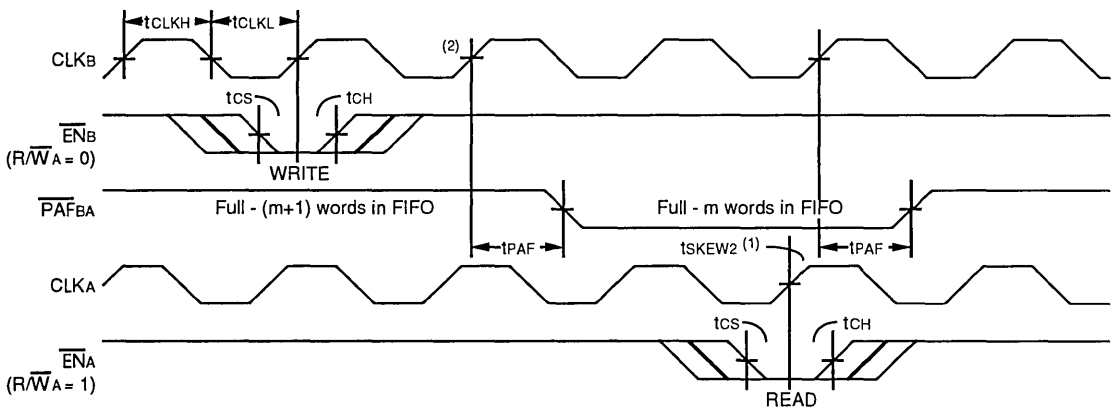 tCLKH tCLKL
CLKB
(2)
tCS tCH
ENB
(R/WA = 0)
WRITE
PAFBA
Full - (m+1) words in FIFO
Full - m words in FIFO
tPAF
tSKEW2 (1)
tPAF
CLKA
tCS tCH
ENA
(R/WA = 1)
READ